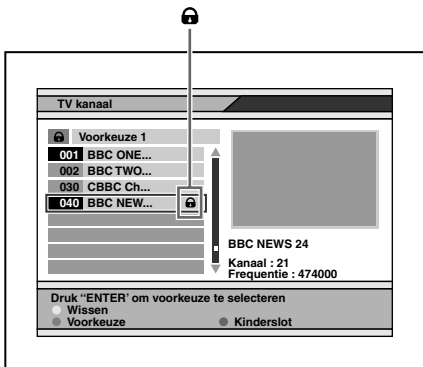 TV kanaal
Voorkeuze 1
001 BBC ONE...
002 BBC TWO...
030 CBBC Ch...
040 BBC NEW...
BBC NEWS 24
Kanaal : 21
Frequentie : 474000
Druk “ENTER’ om voorkeuze te selecteren
Wissen
Voorkeuze Kinderslot